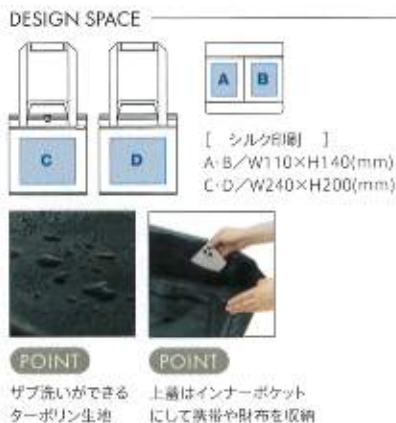 DESIGN SPACE
A B
[ シルク印刷 ]
A・B／W110×H140(mm)
C・D／W240×H200(mm)
C D
POINT
ザブ洗いができる
ターポリン生地
POINT
上蓋はインナーポケット
にして携帯や財布を収納